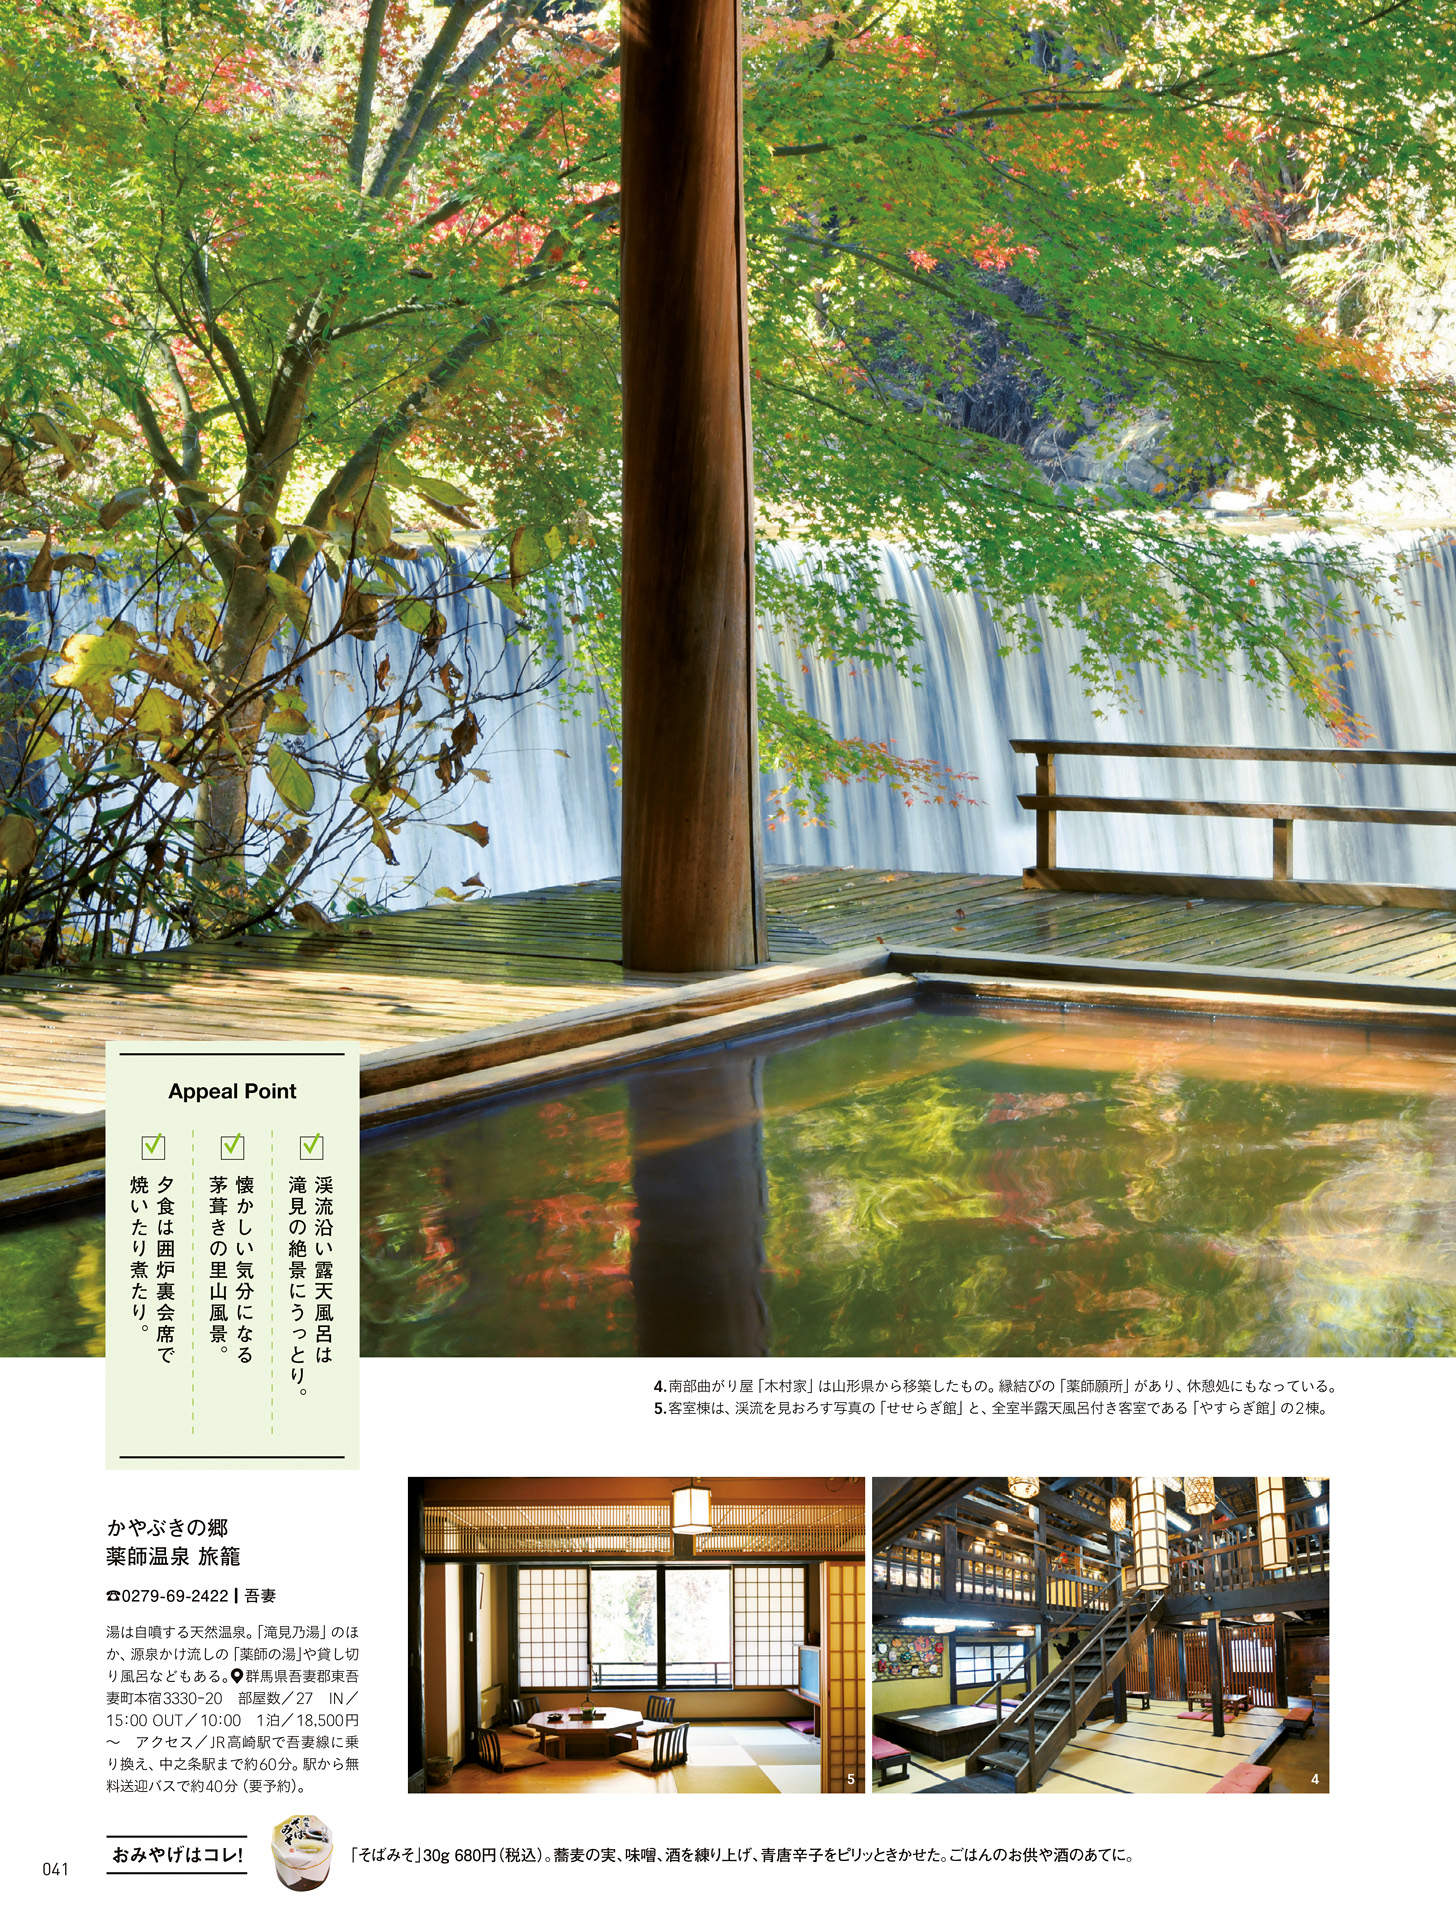 Appeal Point
渓流沿い露天風呂は
滝見の絶景にうっとり。
懐かしい気分になる
茅葺きの里山風景。
夕食は囲炉裏会席で
焼いたり煮たり。
4.南部曲がり屋「木村家」は山形県から移築したもの。縁結びの「薬師願所」があり、休憩処にもなっている。
5.客室棟は、渓流を見おろす写真の「せせらぎ館」と、全室半露天風呂付き客室である「やすらぎ館」の2棟。
かやぶきの郷
薬師温泉 旅籠
☎0279-69-2422 | 吾妻
湯は自噴する天然温泉。「滝見乃湯」のほ
か、源泉かけ流しの「薬師の湯」や貸し切
り風呂などもある。群馬県吾妻郡東吾
妻町本宿3330-20 部屋数／27 IN／
15:00 OUT／10:00 1泊／18,500円
～ アクセス／JR高崎駅で吾妻線に乗
り換え、中之条駅まで約60分。駅から無
料送迎バスで約40分（要予約）。
5
4
おみやげはコレ!
そば
みそ
「そばみそ」30g 680円（税込）。蕎麦の実、味噌、酒を練り上げ、青唐辛子をピリッときかせた。ごはんのお供や酒のあてに。
041